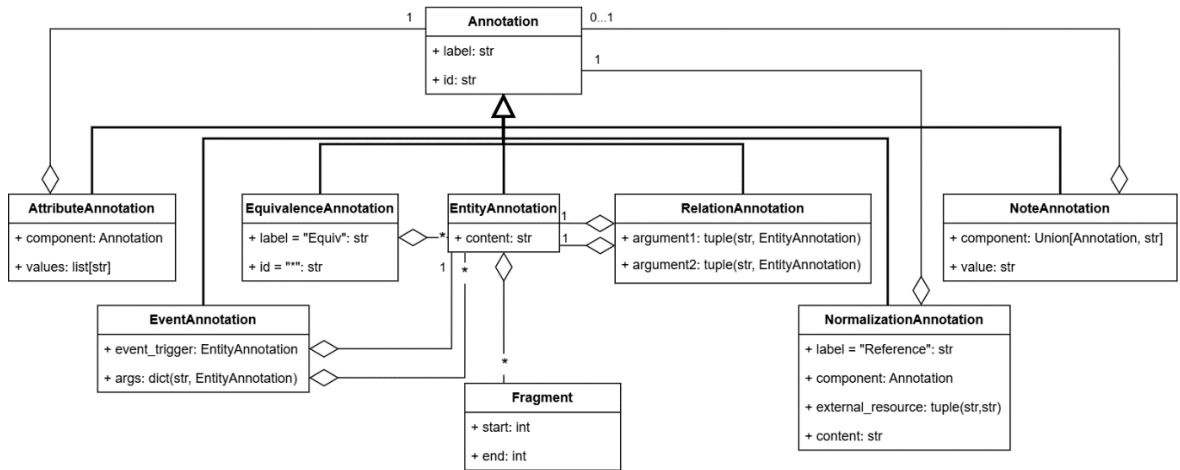 1
Annotation
0...1
+ label: str
+ id: str
1
AttributeAnnotation
+ component: Annotation
+ values: list[str]
EquivalenceAnnotation
+ label = "Equiv": str
+ id = "*": str
*
EntityAnnotation
+ content: str
1
1
RelationAnnotation
+ argument1: tuple(str, EntityAnnotation)
+ argument2: tuple(str, EntityAnnotation)
NoteAnnotation
+ component: Union[Annotation, str]
+ value: str
1
*
EventAnnotation
+ event_trigger: EntityAnnotation
+ args: dict(str, EntityAnnotation)
*
Fragment
+ start: int
+ end: int
NormalizationAnnotation
+ label = "Reference": str
+ component: Annotation
+ external_resource: tuple(str,str)
+ content: str